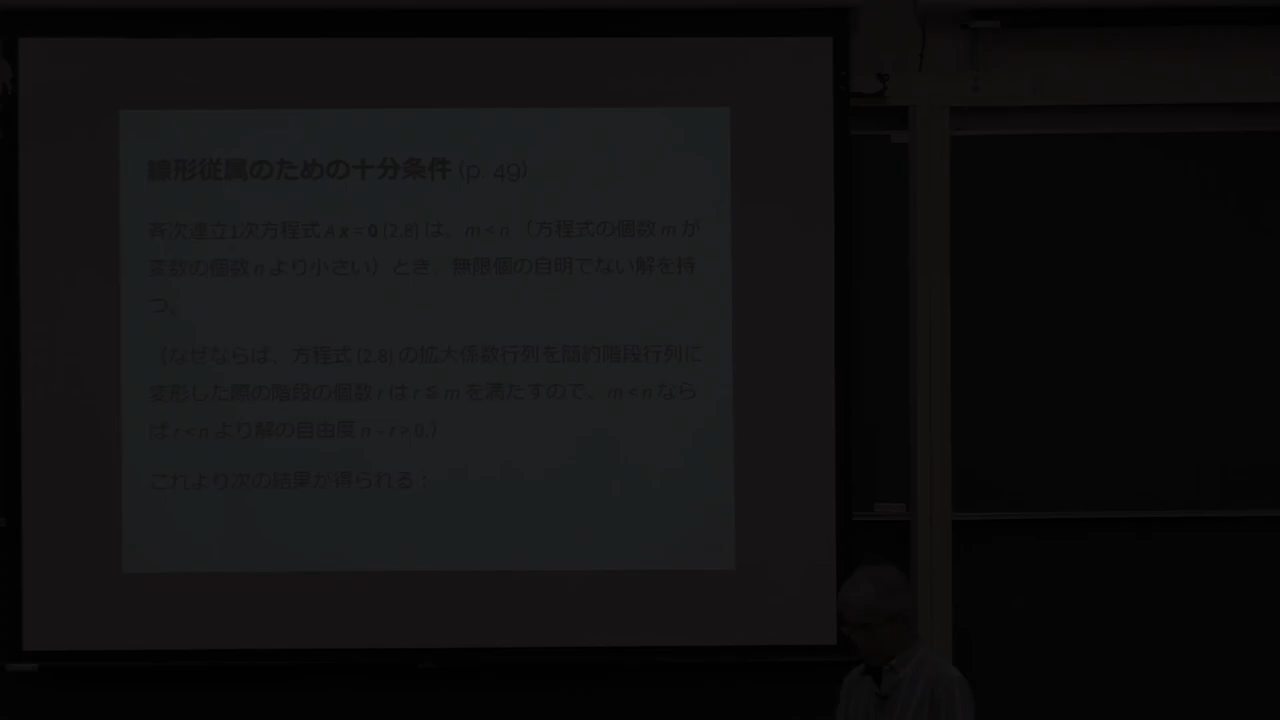 線形従属のための十分条件 (p. 49)
斉次連立1次方程式 A x = 0 (2.8) は、m < n （方程式の個数 m が
変数の個数 n より小さい）とき、無限個の自明でない解を持
つ。
（なぜならば、方程式 (2.8) の拡大係数行列を簡約階段行列に
変形した際の階段の個数 r は r ≦ m を満たすので、m < n なら
ば r < n より解の自由度 n − r > 0.）
これより次の結果が得られる：